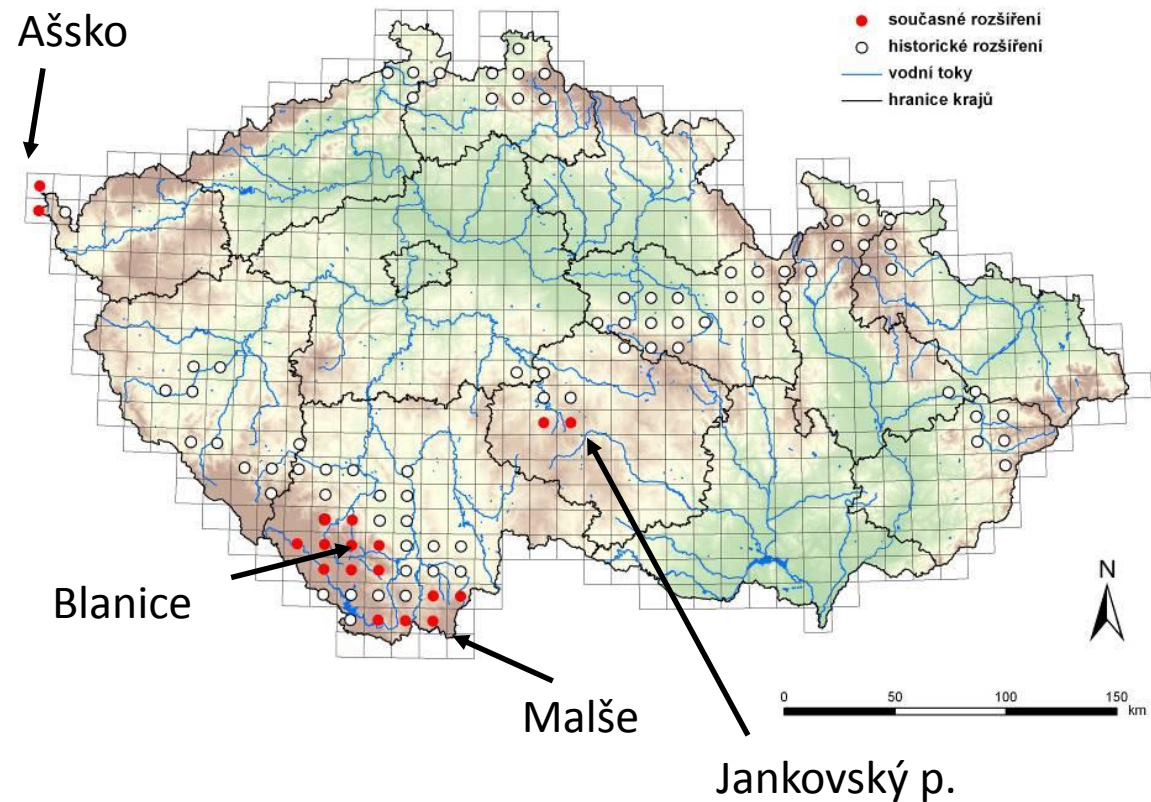 Ašsko
současné rozšíření
historické rozšíření
vodní toky
hranice krajů
Blanice
Malše
Jankovský p.
N
0 50 100 150
km